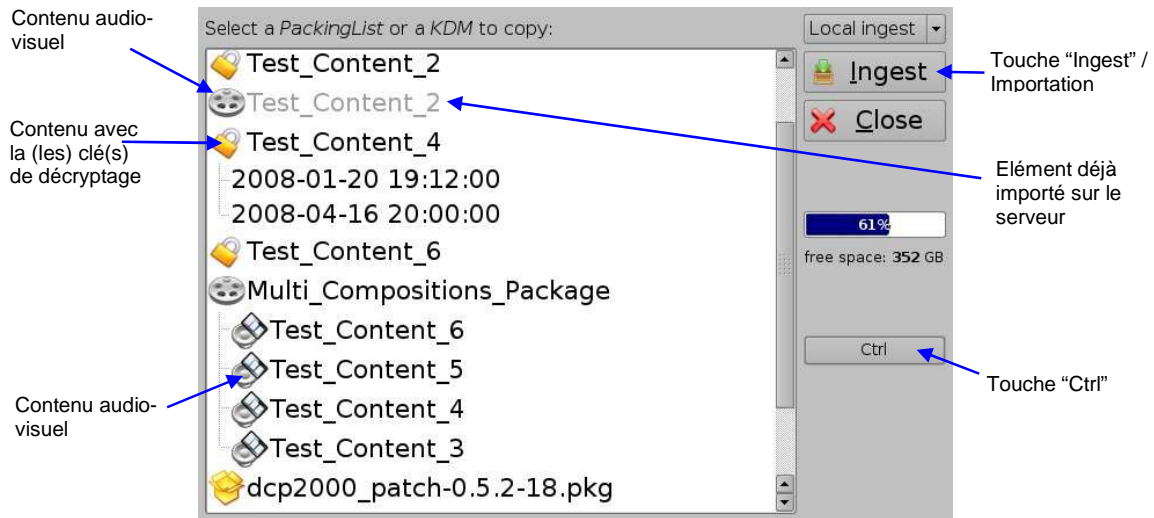 Contenu audio-
visuel
Contenu avec
la (les) clé(s)
de décryptage
Contenu audio-
visuel
Select a PackingList or a KDM to copy:
Test_Content_2
Test_Content_2
Test_Content_4
2008-01-20 19:12:00
2008-04-16 20:00:00
Test_Content_6
Multi_Compositions_Package
Test_Content_6
Test_Content_5
Test_Content_4
Test_Content_3
dcp2000_patch-0.5.2-18.pkg
Local ingest
Ingest
Close
61%
free space: 352 GB
Ctrl
Touche “Ingest” /
Importation
Elément déjà
importé sur le
serveur
Touche “Ctrl”